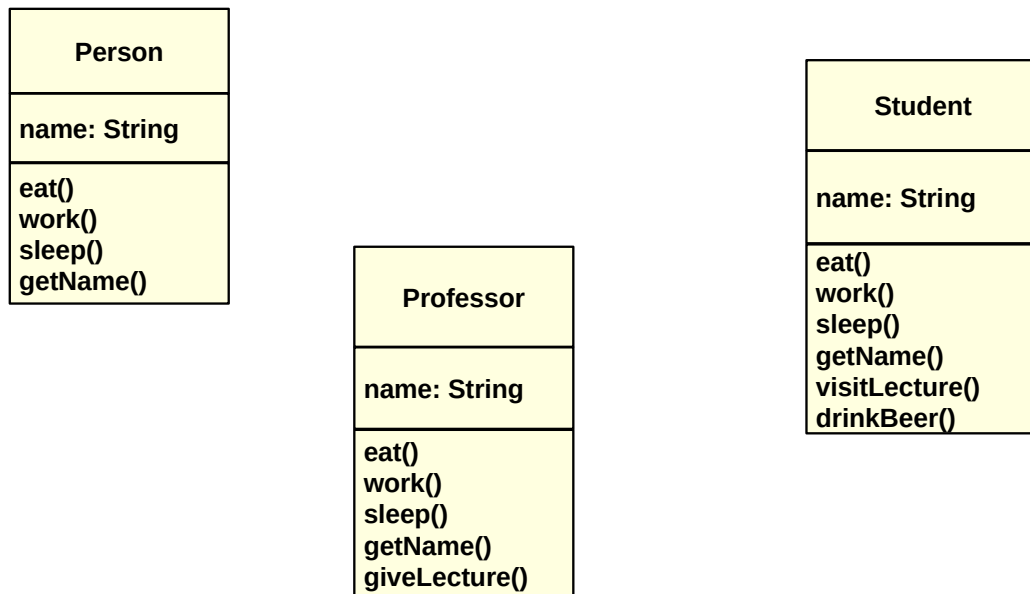 Person
name: String
eat()
work()
sleep()
getName()
Student
name: String
eat()
work()
sleep()
getName()
visitLecture()
drinkBeer()
Professor
name: String
eat()
work()
sleep()
getName()
giveLecture()